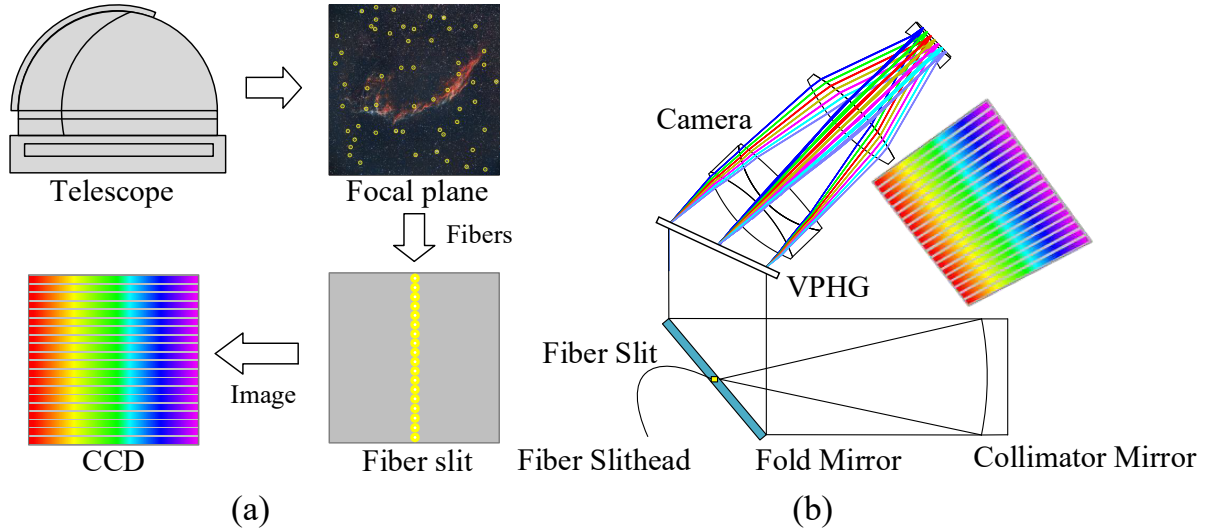 Telescope
Focal plane
Fibers
Image
CCD
Fiber slit
(a)
Camera
VPHG
Fiber Slit
Fiber Slithead
Fold Mirror
Collimator Mirror
(b)